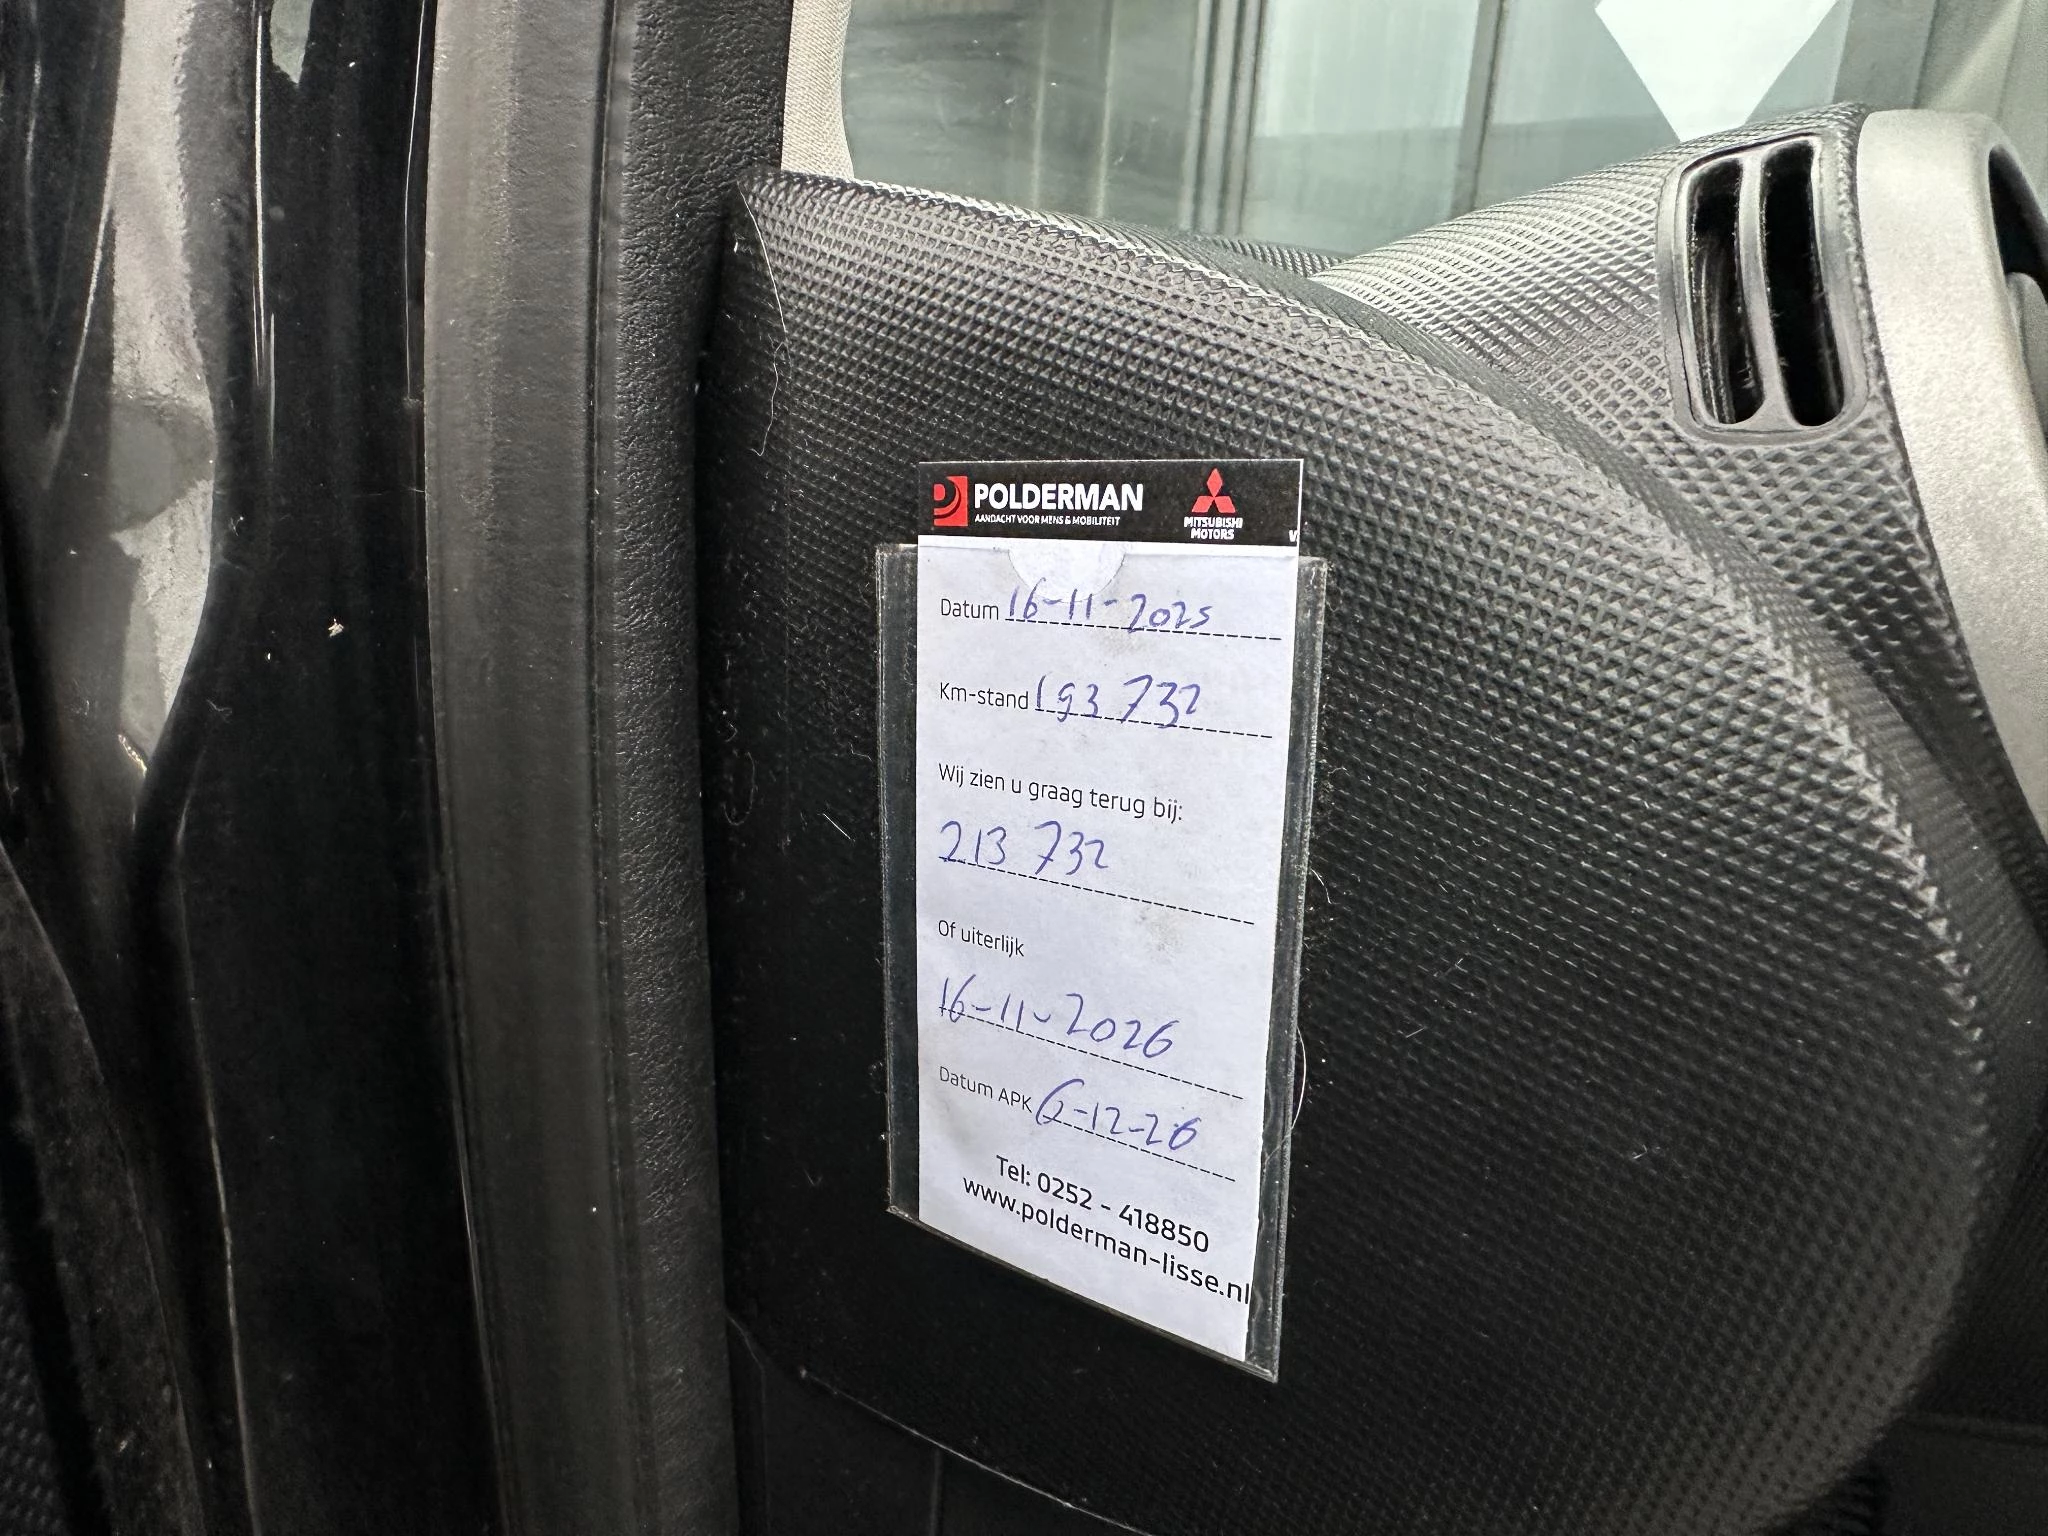 POLDERMAN
AANDACHT VOOR MENS & MOBILITEIT
MITSUBISHI
MOTORS
Datum 16-11-2025
Km-stand 193 732
Wij zien u graag terug bij:
213 732
Of uiterlijk
16-11-2026
Datum APK 6-12-26
Tel: 0252 - 418850
www.polderman-lisse.nl